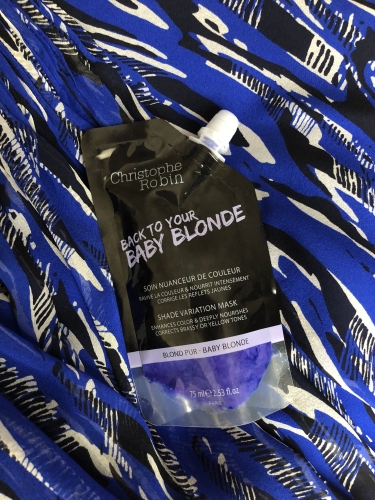 Christophe
Robin
BACK TO YOUR
BABY BLONDE
SOIN NUANCEUR DE COULEUR
RAVIVE LA COULEUR & NOURRIT INTENSÉMENT
CORRIGE LES REFLETS JAUNES
SHADE VARIATION MASK
ENHANCES COLOR & DEEPLY NOURISHES
CORRECTS BRASSY OR YELLOW TONES
BLOND PUR - BABY BLONDE
75 ml ℮ 2.53 fl.oz